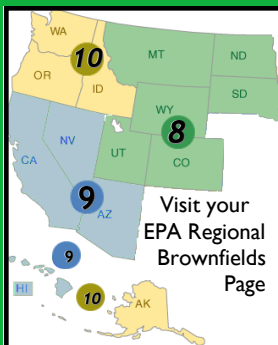 WA
10
MT
ND
OR
ID
SD
WY
8
NV
CA
UT
CO
9
AZ
Visit your
EPA Regional
Brownfields
Page
9
HI
10
AK